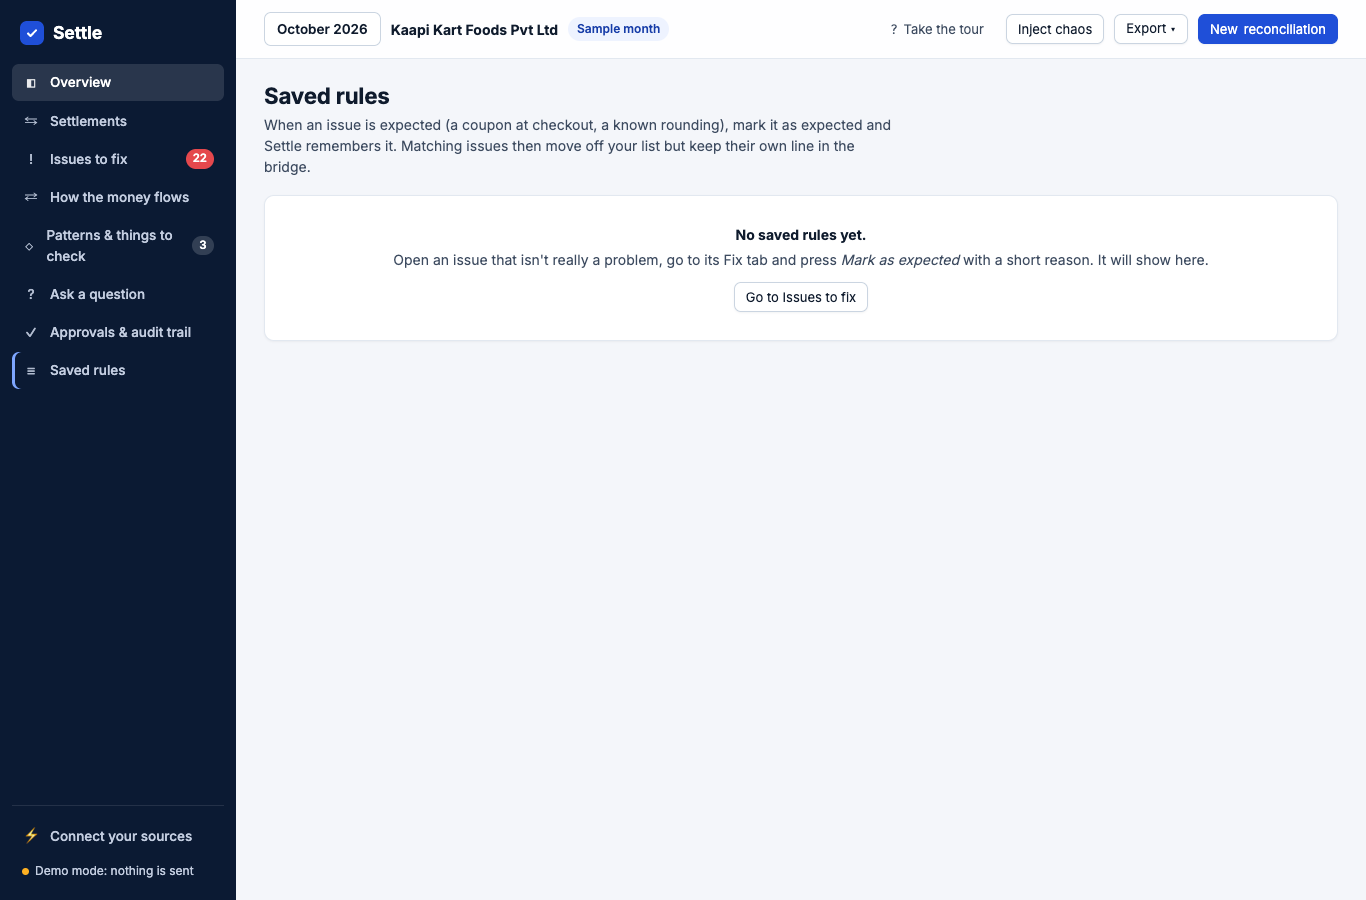 Settle
Overview
Settlements
! Issues to fix 22
How the money flows
Patterns & things to
check
3
? Ask a question
Approvals & audit trail
Saved rules
Connect your sources
Demo mode: nothing is sent
October 2026 Kaapi Kart Foods Pvt Ltd Sample month ? Take the tour Inject chaos Export New reconciliation
Saved rules
When an issue is expected (a coupon at checkout, a known rounding), mark it as expected and
Settle remembers it. Matching issues then move off your list but keep their own line in the
bridge.
No saved rules yet.
Open an issue that isn't really a problem, go to its Fix tab and press Mark as expected with a short reason. It will show here.
Go to Issues to fix